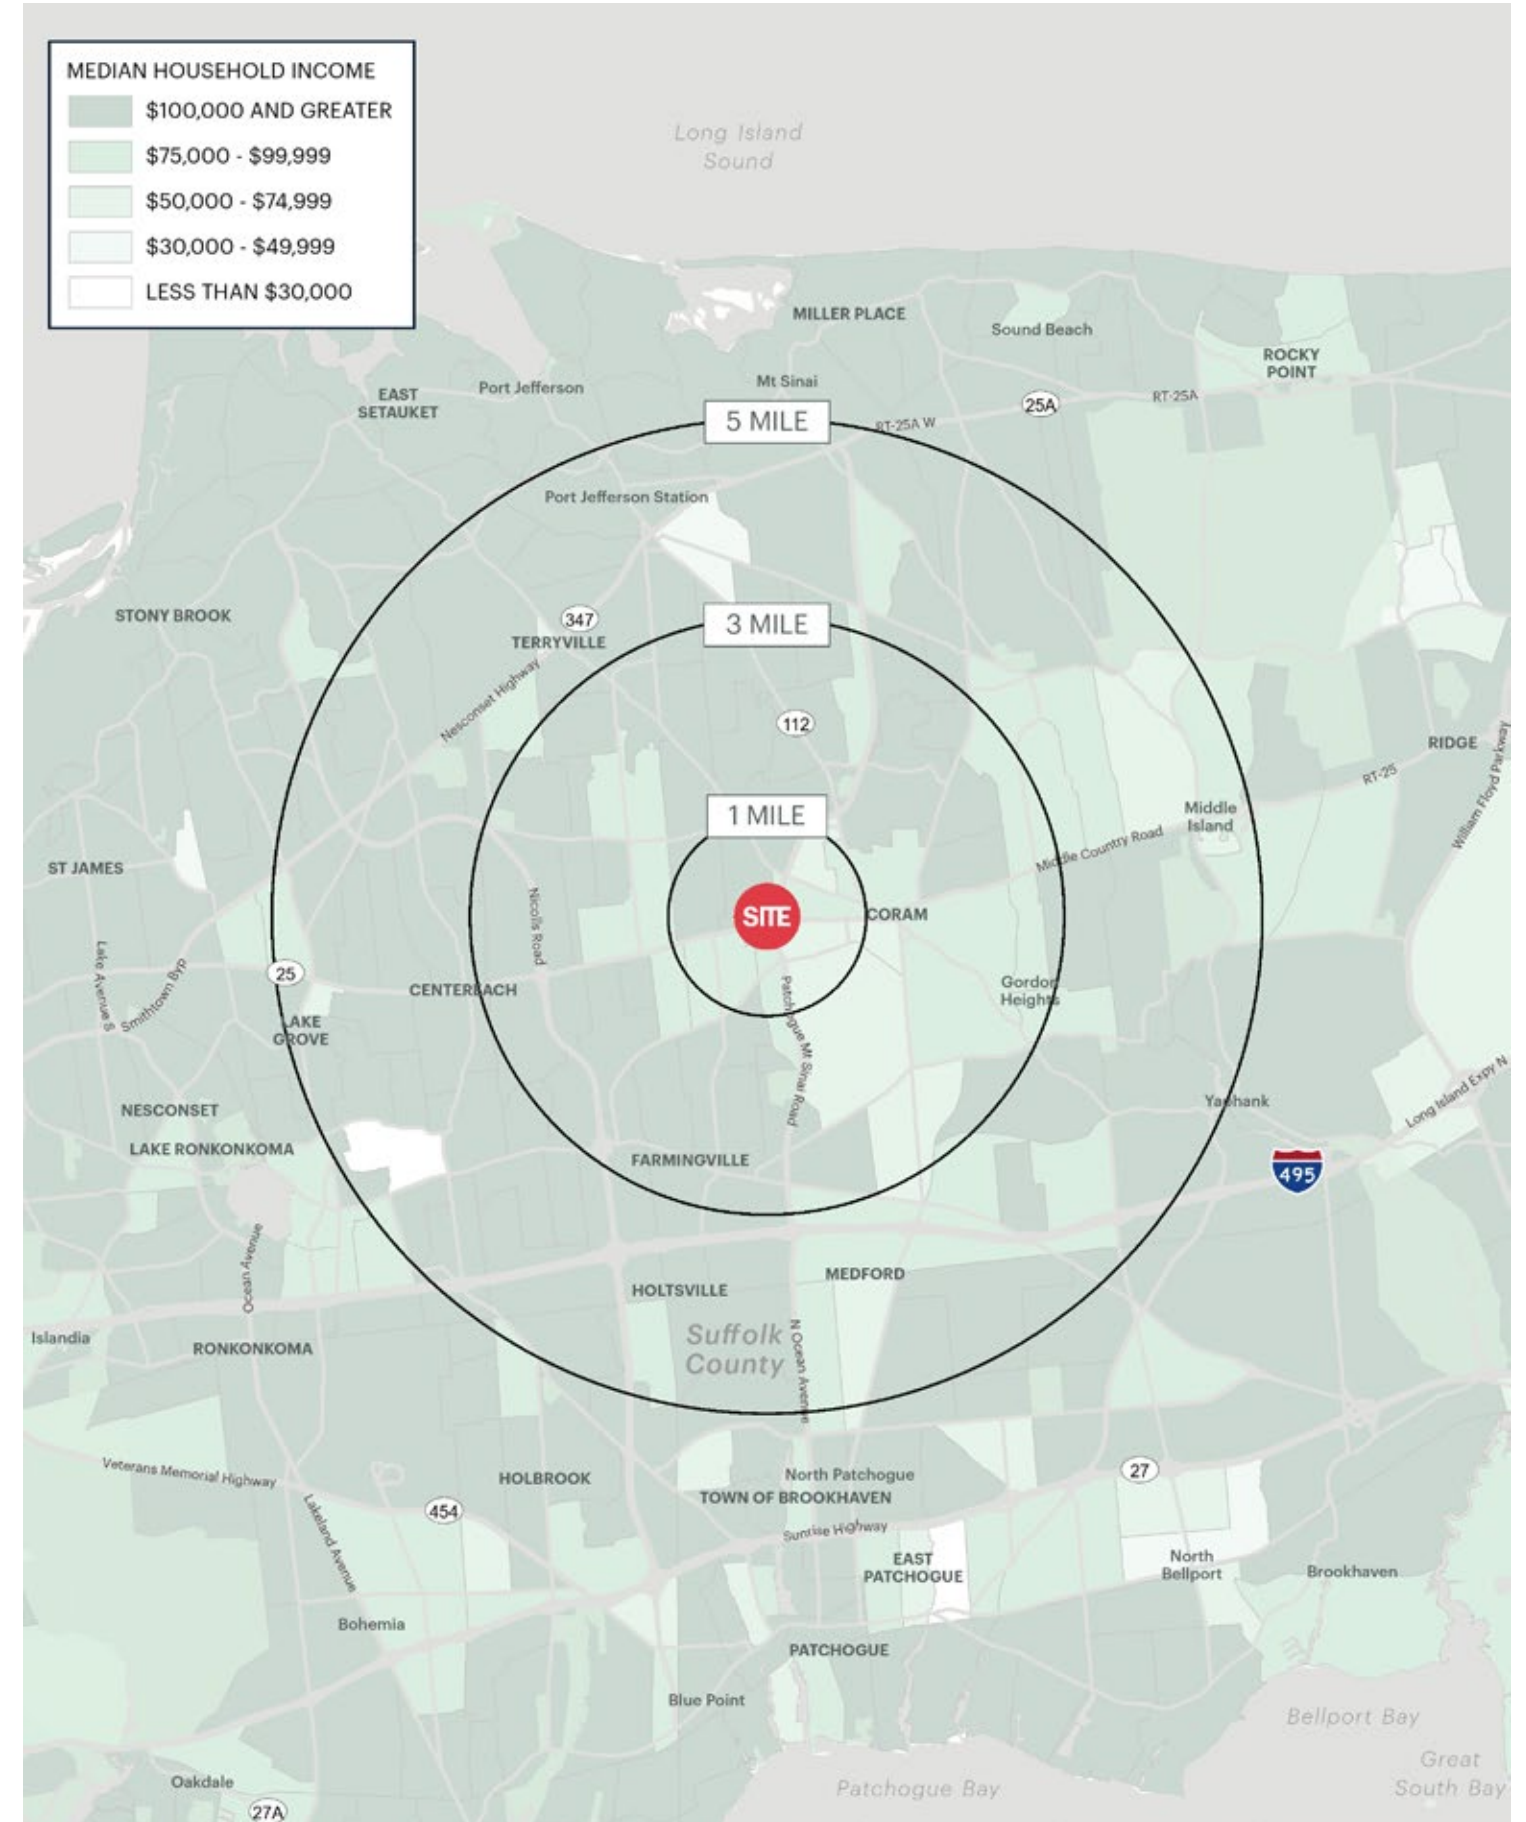 MEDIAN HOUSEHOLD INCOME
$100,000 AND GREATER
$75,000 - $99,999
$50,000 - $74,999
$30,000 - $49,999
LESS THAN $30,000
Long Island
Sound
MILLER PLACE
Sound Beach
ROCKY
POINT
EAST
SETAUKET
Port Jefferson
Mt Sinai
RT-25A
25A
5 MILE
RT-25A W
Port Jefferson Station
STONY BROOK
347
TERRYVILLE
3 MILE
Nesconset Highway
112
RIDGE
RT-25
William Floyd Parkway
1 MILE
Middle
Island
Middle Country Road
ST JAMES
Nicolls Road
SITE
CORAM
Lake Avenue S
Smithtown Byp
25
CENTEREACH
Gordon
Heights
Patchogue Mt Sinai Road
LAKE
GROVE
NESCONSET
Yaphank
Long Island Expy N
LAKE RONKONKOMA
FARMINGVILLE
495
Ocean Avenue
MEDFORD
HOLTSVILLE
Islandia
RONKONKOMA
Suffolk
County
N Ocean Avenue
Veterans Memorial Highway
HOLBROOK
North Patchogue
27
TOWN OF BROOKHAVEN
454
Lakeland Avenue
Sunrise Highway
EAST
PATCHOGUE
North
Bellport
Brookhaven
Bohemia
PATCHOGUE
Blue Point
Bellport Bay
Great
South Bay
Patchogue Bay
Oakdale
27A